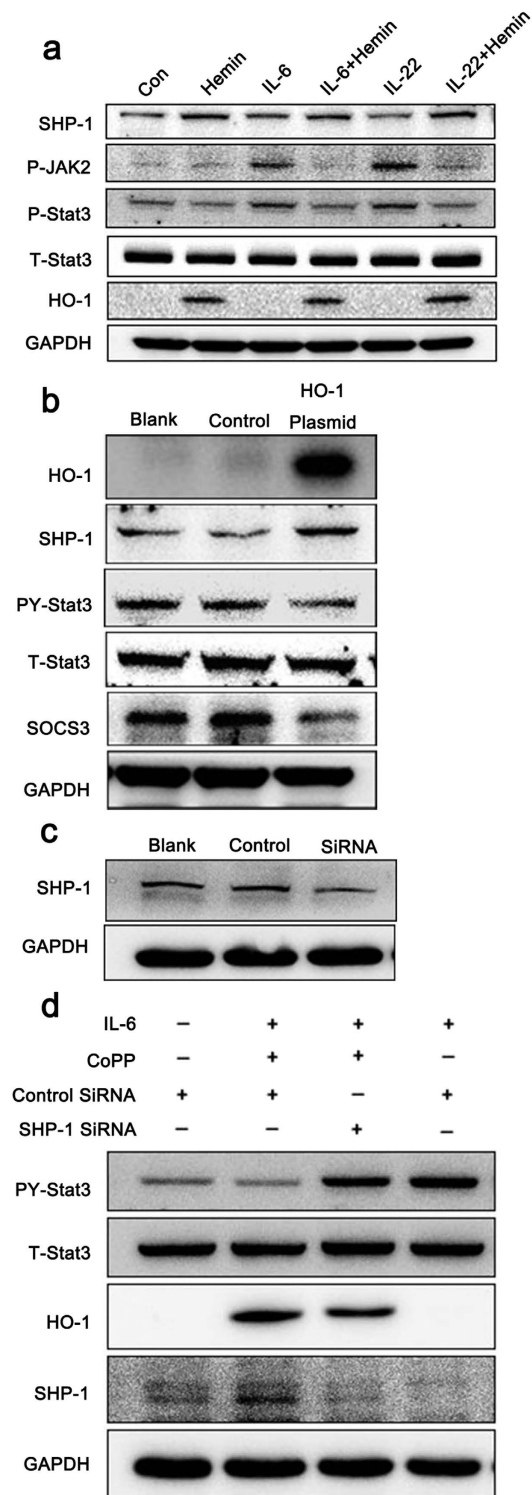 a
Con Hemin IL-6 IL-6+Hemin IL-22 IL-22+Hemin
SHP-1
P-JAK2
P-Stat3
T-Stat3
HO-1
GAPDH
b
Blank Control HO-1 Plasmid
HO-1
SHP-1
PY-Stat3
T-Stat3
SOCS3
GAPDH
c
Blank Control SiRNA
SHP-1
GAPDH
d
IL-6 − + + +
CoPP − + + −
Control SiRNA + + − +
SHP-1 SiRNA − − + −
PY-Stat3
T-Stat3
HO-1
SHP-1
GAPDH